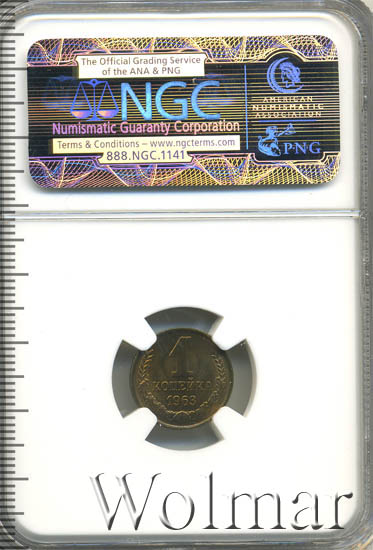 The Official Grading Service
of the ANA & PNG
NGC
Numismatic Guaranty Corporation
Terms & Conditions – www.ngcterms.com
888.NGC.1141
AMERICAN
NUMISMATIC
ASSOCIATION
PNG
1
КОПЕЙКА
1963
Wolmar